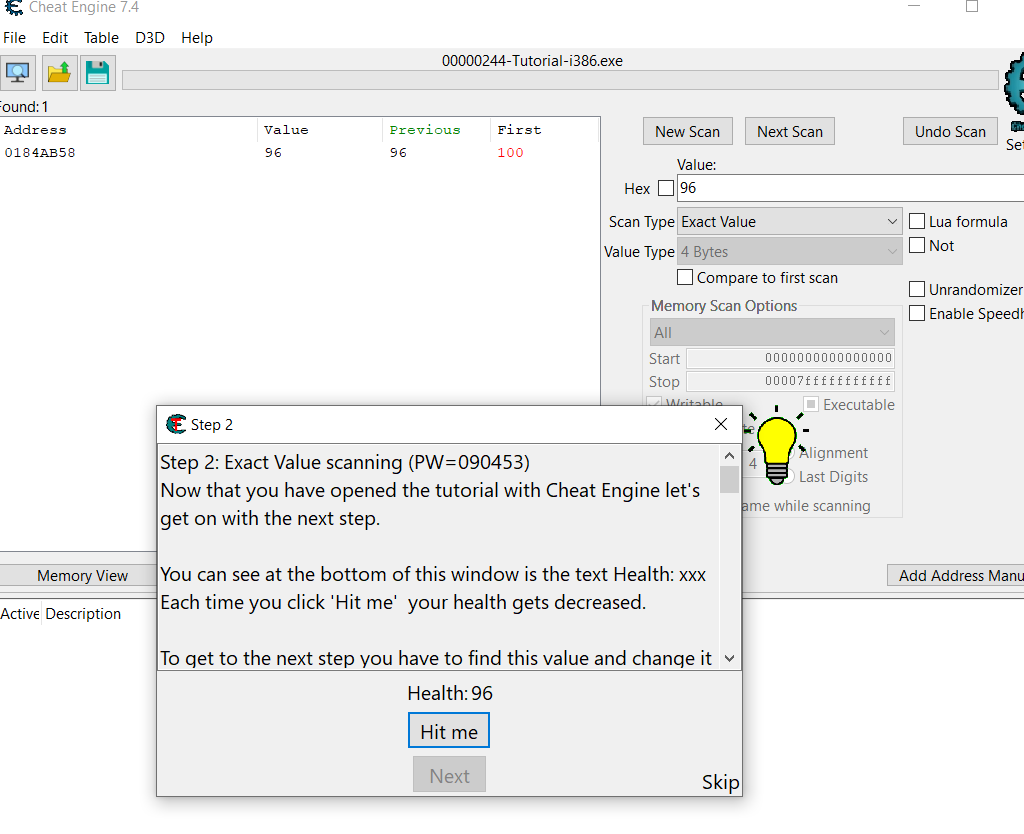 Cheat Engine 7.4
File Edit Table D3D Help
00000244-Tutorial-i386.exe
Found: 1
Address Value Previous First
0184AB58 96 96 100
New Scan Next Scan Undo Scan
Value:
Hex 96
Scan Type Exact Value Lua formula
Value Type 4 Bytes Not
Compare to first scan
Unrandomizer
Memory Scan Options
Enable Speedh
All
Start 0000000000000000
Stop 00007fffffffffff
Writable Executable
4 Alignment
Last Digits
ame while scanning
Memory View Add Address Manu
Active Description
Step 2
Step 2: Exact Value scanning (PW=090453)
Now that you have opened the tutorial with Cheat Engine let's
get on with the next step.
You can see at the bottom of this window is the text Health: xxx
Each time you click 'Hit me' your health gets decreased.
To get to the next step you have to find this value and change it
Health: 96
Hit me
Next
Skip